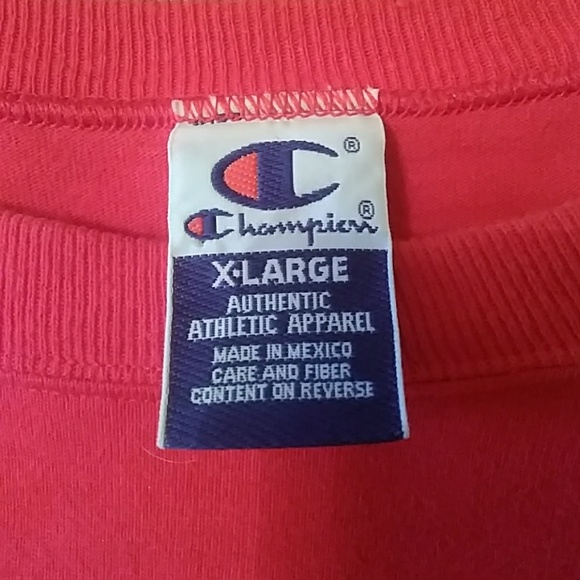 ®
Champion®
X•LARGE
AUTHENTIC
ATHLETIC APPAREL
MADE IN MEXICO
CARE AND FIBER
CONTENT ON REVERSE